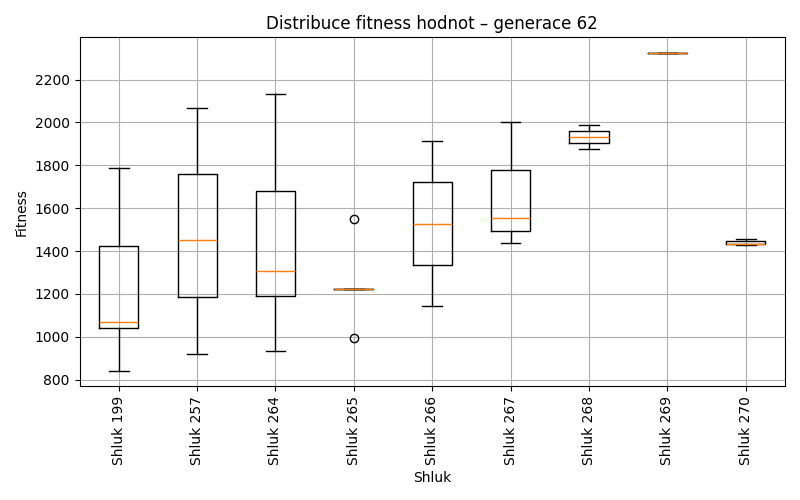 Distribuce fitness hodnot – generace 62
Fitness
2200
2000
1800
1600
1400
1200
1000
800
Shluk 199
Shluk 257
Shluk 264
Shluk 265
Shluk 266
Shluk 267
Shluk 268
Shluk 269
Shluk 270
Shluk